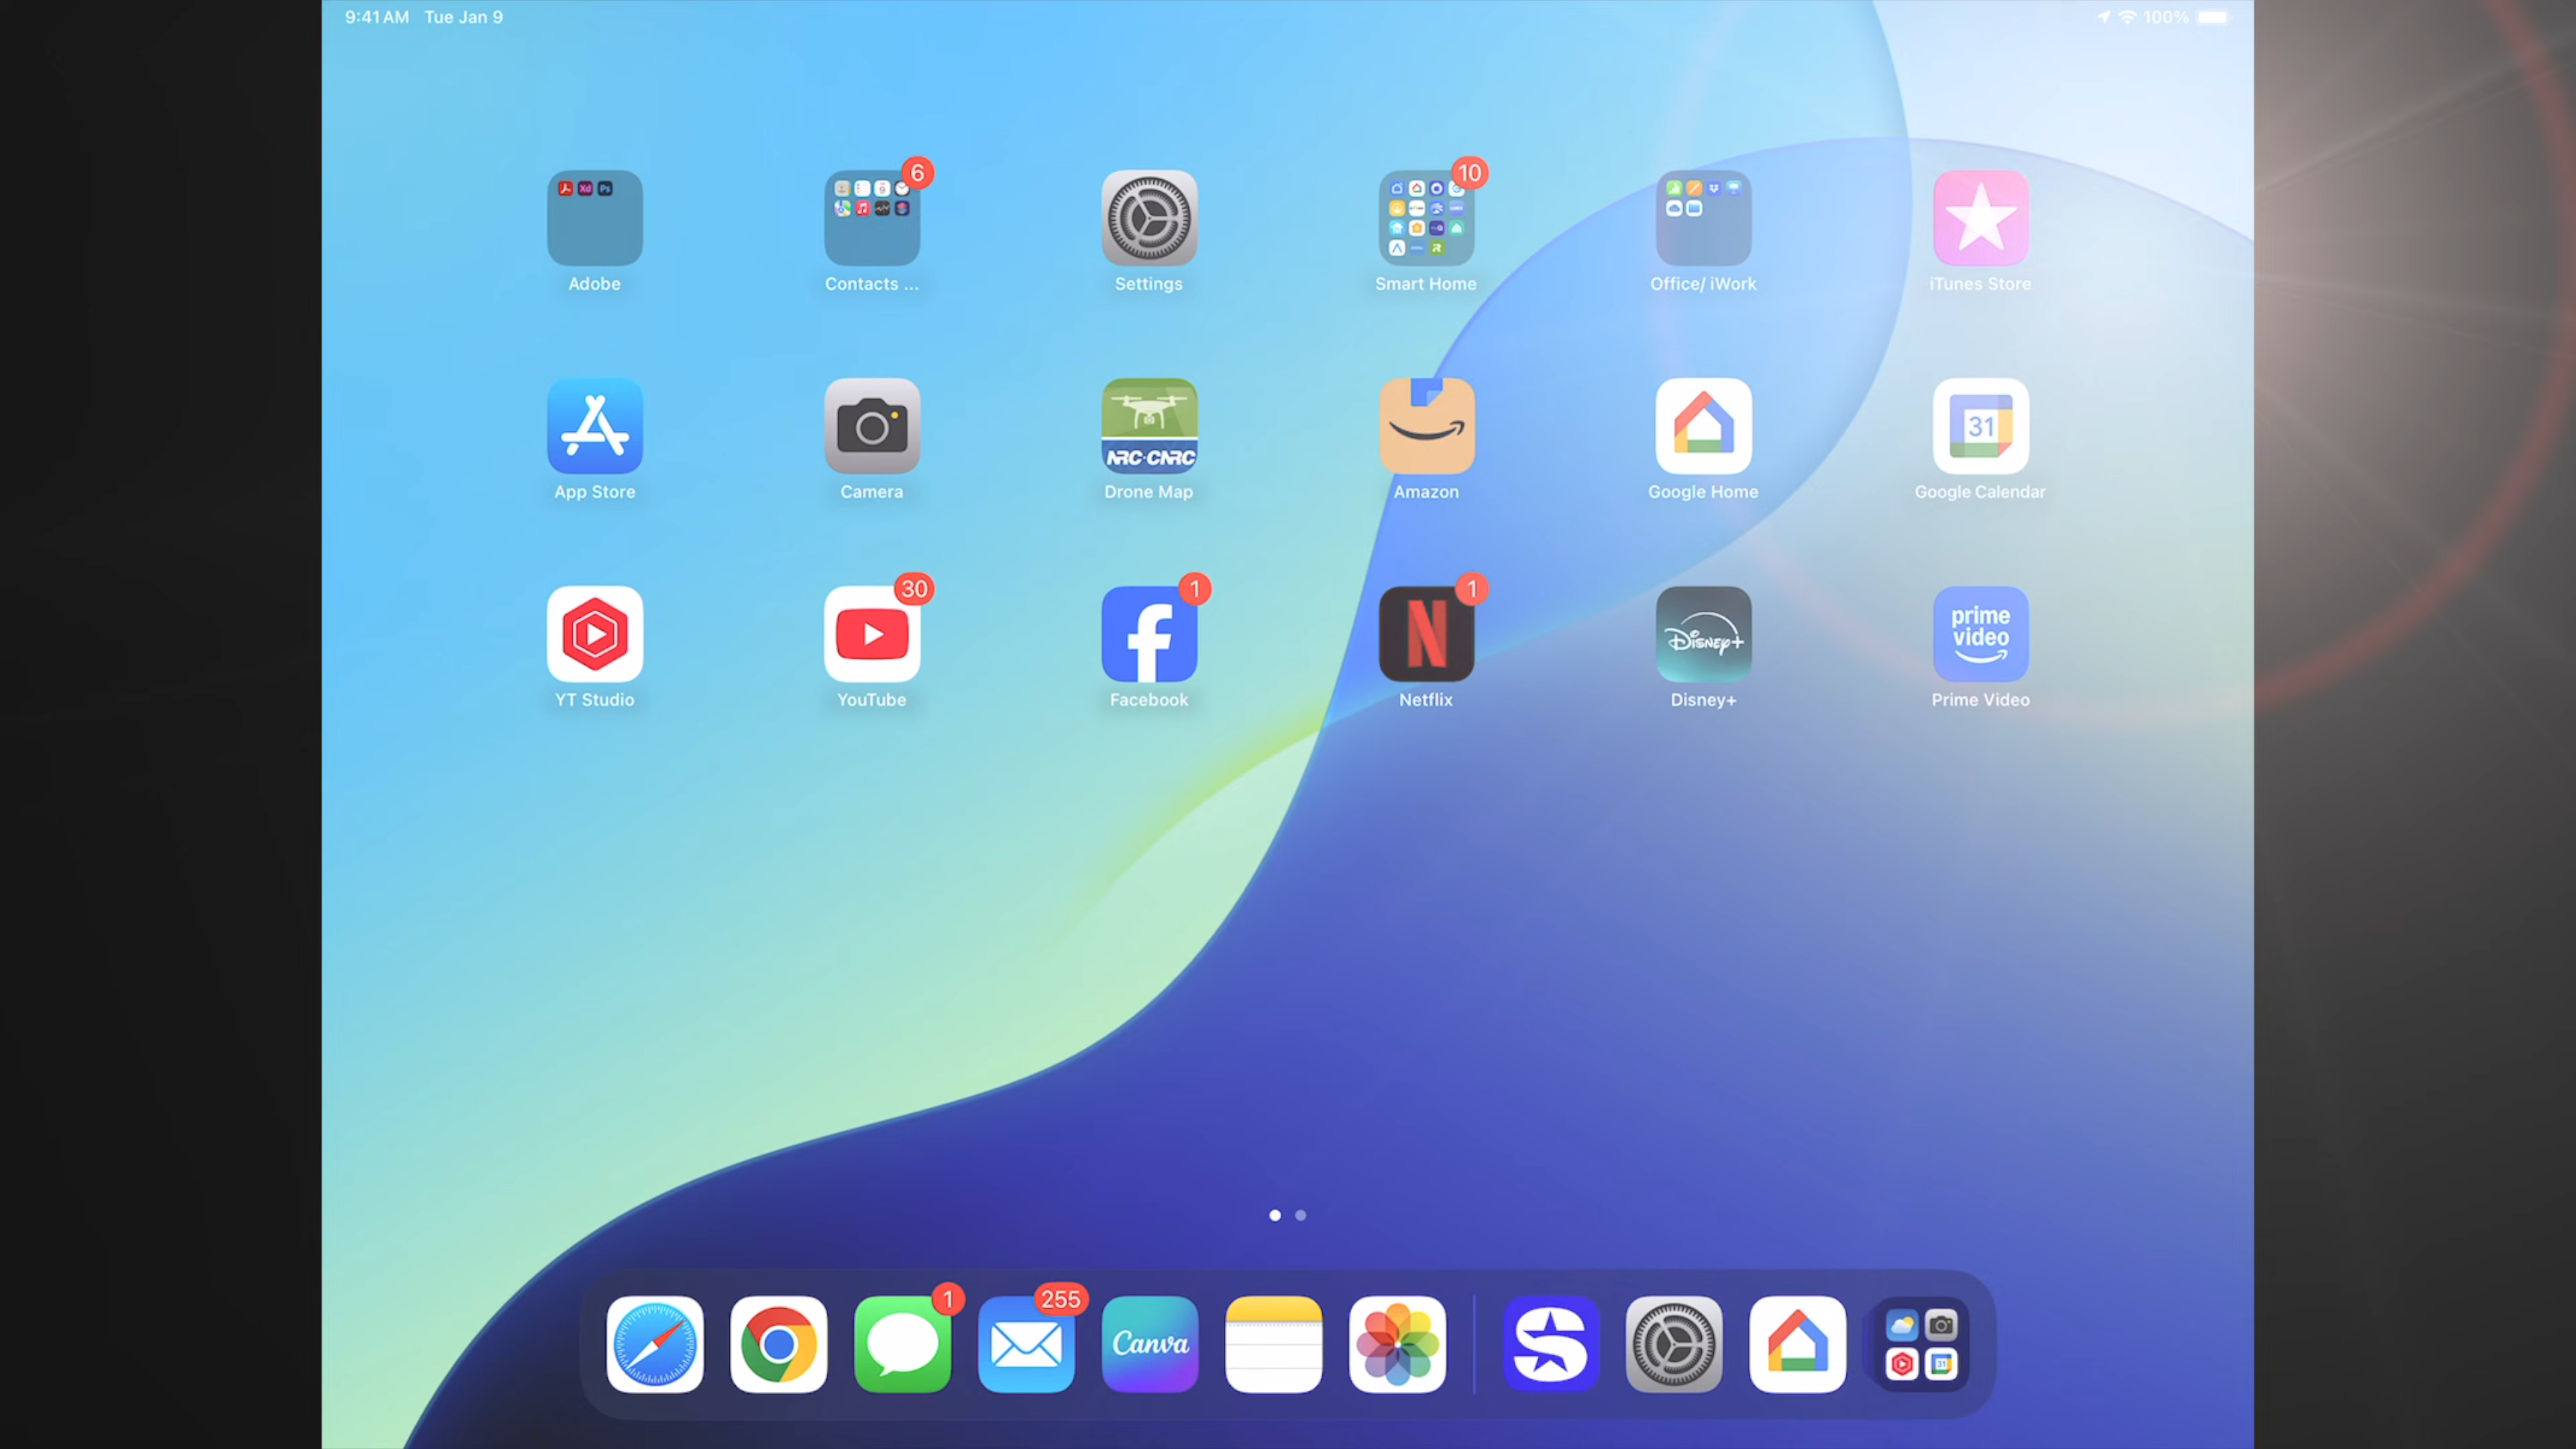 9:41 AM Tue Jan 9
100%
6
10
Adobe
Contacts ...
Settings
Smart Home
Office/ iWork
iTunes Store
NRC·CNRC
31
App Store
Camera
Drone Map
Amazon
Google Home
Google Calendar
30
1
1
f
N
Disney+
prime
video
YT Studio
YouTube
Facebook
Netflix
Disney+
Prime Video
1
255
Canva
S
31